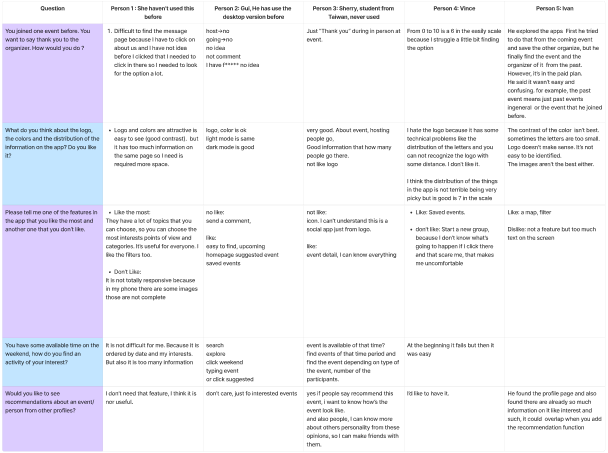 Question
Person 1 : She haven't used this
before
Person 2: Gui, He has use the
desktop version before
Person 3: Sherry, student from
Taiwan, never used
Person 4: Vince
Person 5: Ivan
You joined one event before. You
want to say thank you to the
organizer. How would you do ?
1. Difficult to find the message
page because I have to click on
about us and I have not idea
before I clicked that I needed to
click in there so I needed to look
for the option a lot.
host->no
going->no
no idea
not comment
I have f***** no idea
Just "Thank you" during in person at
event.
From 0 to 10 is a 6 in the easily scale
because I struggle a little bit finding
the option
He explored the apps First he tried
to do that from the coming event
and save the other organize, but he
finally find the event and the
organizer of it from the past.
However, it's in the paid plan.
He said it wasn't easy and
confusing. for example, the past
event means just past events
ingeneral or the event that he joined
before.
What do you think about the logo,
the colors and the distribution of the
information on the app? Do you like
it?
• Logo and colors are attractive is
easy to see (good contrast). but
it has too much information on
the same page so I need is
required more space.
logo, color is ok
light mode is same
dark mode is good
very good. About event, hosting
people go.
Good information that how many
people go there.
not like logo
I hate the logo because it has some
technical problems like the
distribution of the letters and you
can not recognize the logo with
some distance. I don't like it.
I think the distribution of the things
in the app is not terrible being very
picky but is good is 7 in the scale
The contrast of the color isn't best.
sometimes the letters are too small.
Logo doesn't make sense. It's not
easy to be identified.
The images aren't the best either.
Please tell me one of the features in
the app that you like the most and
another one that you don't like.
• Like the most:
They have a lot of topics that you
can choose, so you can choose the
most interests points of view and
categories. it's useful for everyone. I
like the filters too.
• Don't Like:
It is not totally responsive because
in my phone there are some images
those are not complete
no like:
send a comment,
like:
easy to find, upcoming
homepage suggested event
saved events
not like:
icon, I can't understand this is a
social app just from logo.
like:
event detail, I can know everything
• Like: Saved events.
• don't like: Start a new group,
because I don't know what's
going to happen if I click there
and that scare me, that makes
me uncomfortable
Like: a map, filter
Dislike: not a feature but too much
text on the screen
You have some available time on the
weekend, how do you find an
activity of your interest?
It is not difficult for me. Because it is
ordered by date and my interests.
But also it is too many information
search
explore
click weekend
typing event
or click suggested
event is available of that time?
find events of that time period and
find the event depending on type of
the event, number of the
participants.
At the beginning it fails but then it
was easy
Would you like to see
recommendations about an event/
person from other profiles?
I don't need that feature, I think it is
nor useful.
don't care, just fo interested events
yes if people say recommend this
event, I want to know how's the
event look like.
and also people, I can know more
about others personality from these
opinions, so I can make friends with
them.
I'd like to have it.
He found the profile page and also
found there are already so much
information on it like interest and
such, It could overlap when you add
the recommendation function